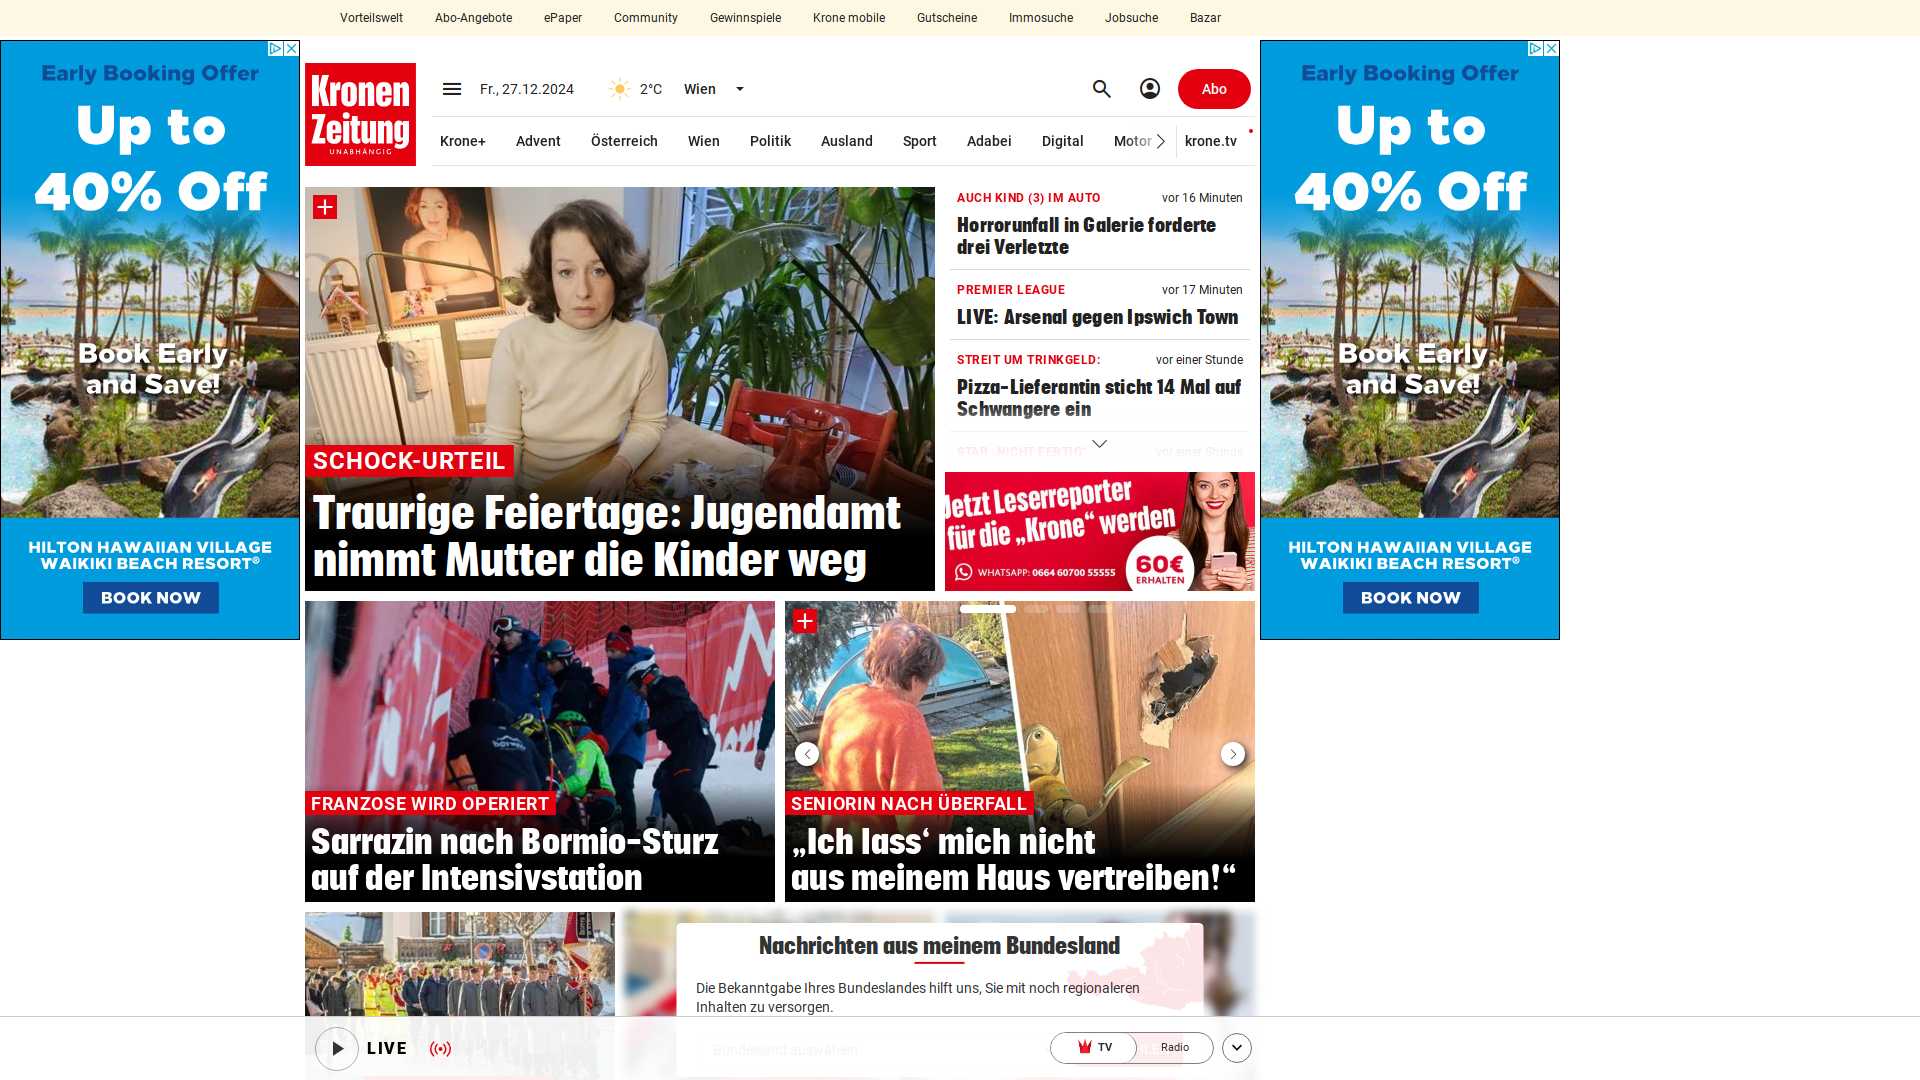 Vorteilswelt Abo-Angebote ePaper Community Gewinnspiele Krone mobile Gutscheine Immosuche Jobsuche Bazar
Early Booking Offer
Up to
40% Off
Book Early
and Save!
HILTON HAWAIIAN VILLAGE
WAIKIKI BEACH RESORT®
BOOK NOW
Kronen
Zeitung
UNABHÄNGIG
Fr., 27.12.2024 2°C Wien Abo
Krone+ Advent Österreich Wien Politik Ausland Sport Adabei Digital Motor krone.tv
SCHOCK-URTEIL
Traurige Feiertage: Jugendamt
nimmt Mutter die Kinder weg
AUCH KIND (3) IM AUTO vor 16 Minuten
Horrorunfall in Galerie forderte
drei Verletzte
PREMIER LEAGUE vor 17 Minuten
LIVE: Arsenal gegen Ipswich Town
STREIT UM TRINKGELD: vor einer Stunde
Pizza-Lieferantin sticht 14 Mal auf
Schwangere ein
STAR „NICHT FERTIG“ vor einer Stunde
Jetzt Leserreporter
für die „Krone“ werden
WHATSAPP: 0664 60700 55555
60€
ERHALTEN
FRANZOSE WIRD OPERIERT
Sarrazin nach Bormio-Sturz
auf der Intensivstation
SENIORIN NACH ÜBERFALL
„Ich lass‘ mich nicht
aus meinem Haus vertreiben!“
Nachrichten aus meinem Bundesland
Die Bekanntgabe Ihres Bundeslandes hilft uns, Sie mit noch regionaleren
Inhalten zu versorgen.
Bundesland auswählen
LIVE TV Radio
Early Booking Offer
Up to
40% Off
Book Early
and Save!
HILTON HAWAIIAN VILLAGE
WAIKIKI BEACH RESORT®
BOOK NOW